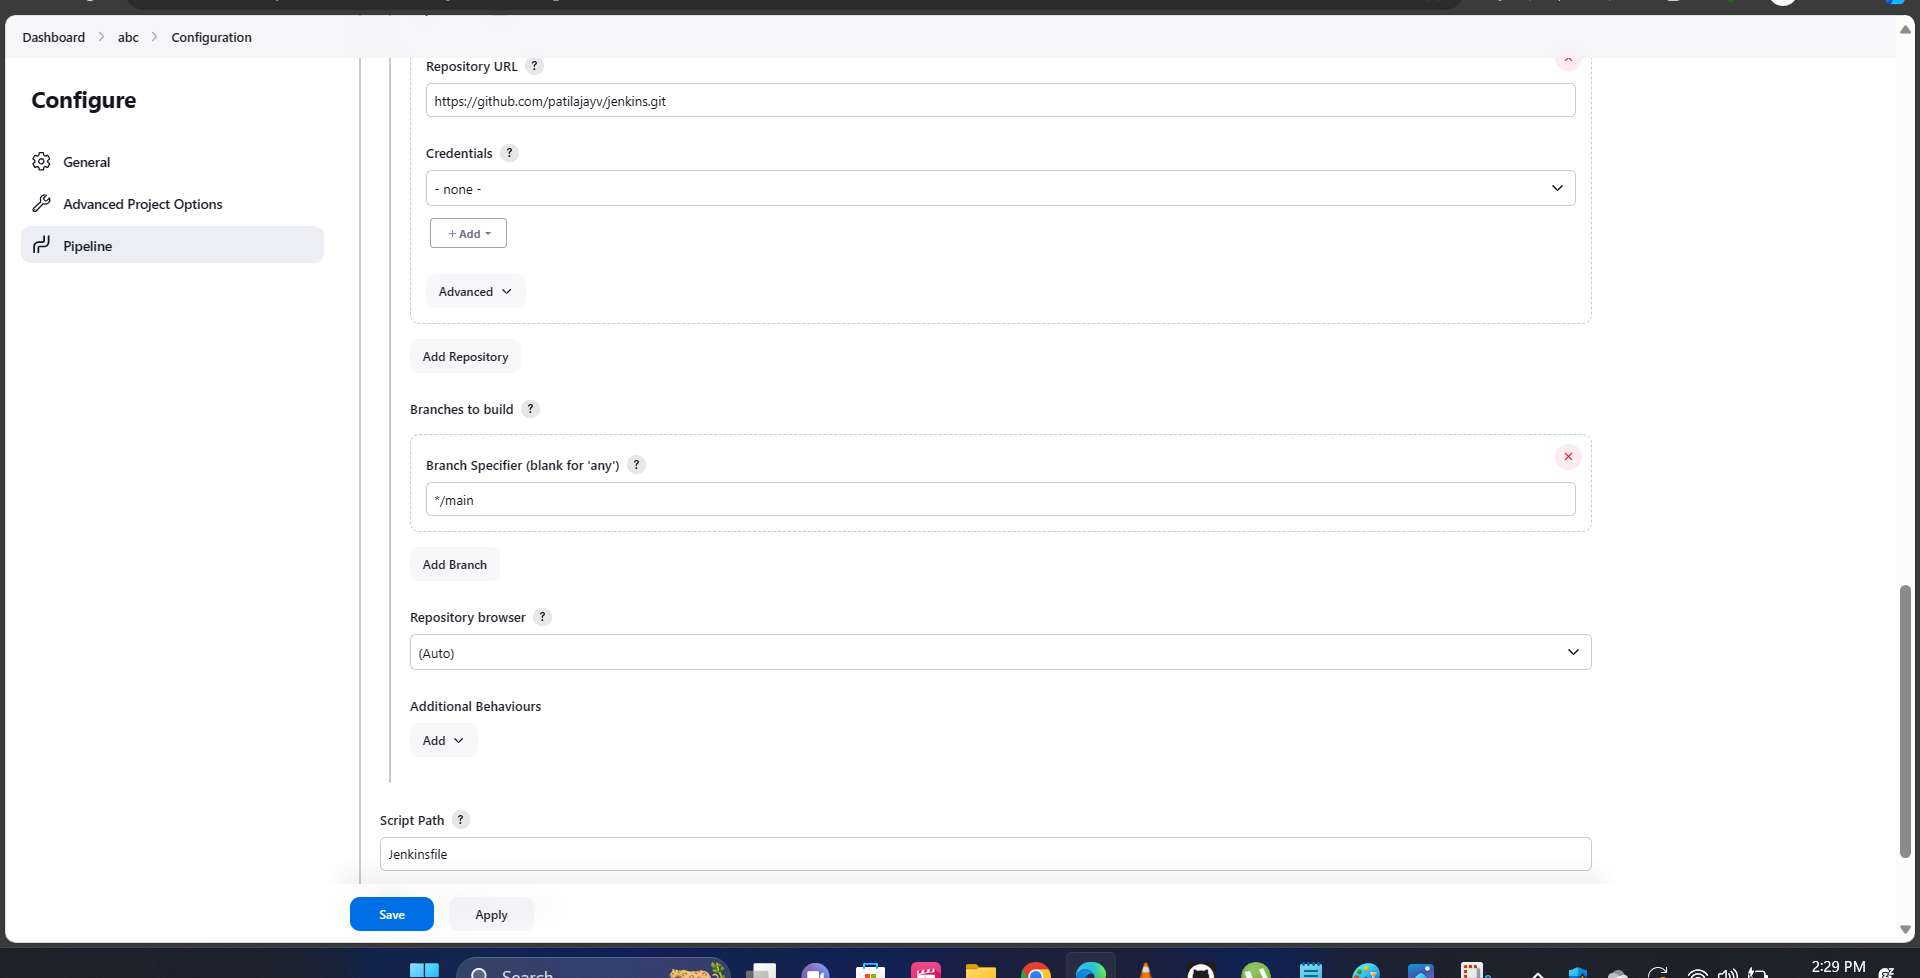 Dashboard > abc > Configuration
Configure
General
Advanced Project Options
Pipeline
Repository URL ?
https://github.com/patilajayv/jenkins.git
Credentials ?
- none -
+ Add
Advanced
Add Repository
Branches to build ?
Branch Specifier (blank for 'any') ?
*/main
Add Branch
Repository browser ?
(Auto)
Additional Behaviours
Add
Script Path ?
Jenkinsfile
Save Apply
Search
2:29 PM